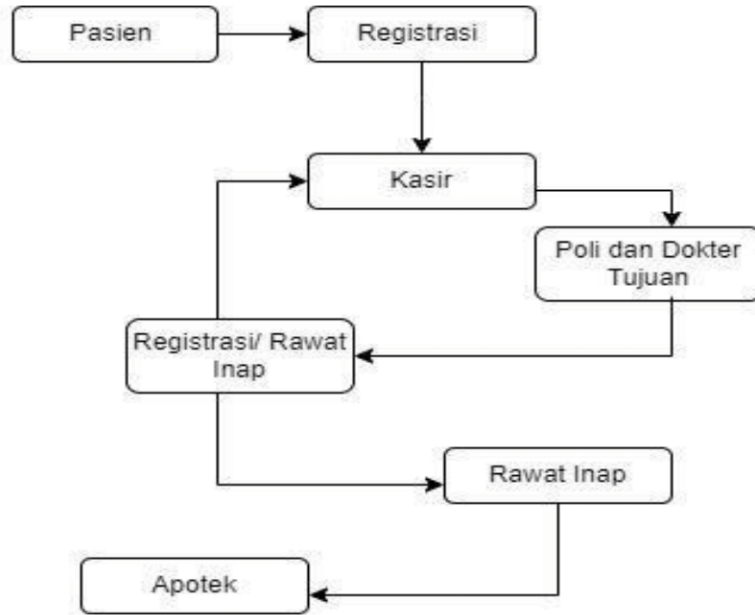 Pasien
Registrasi
Kasir
Poli dan Dokter
Tujuan
Registrasi/ Rawat
Inap
Rawat Inap
Apotek